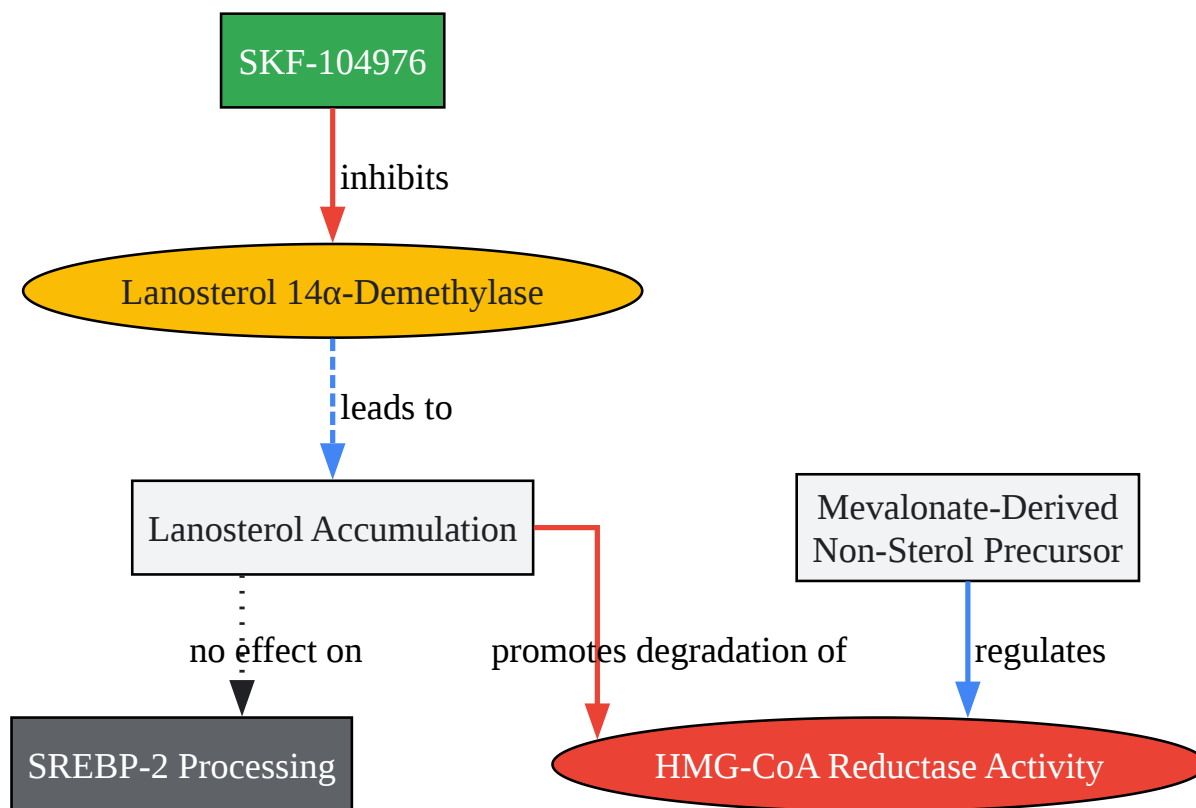 SKF-104976
inhibits
Lanosterol 14α-Demethylase
leads to
Lanosterol Accumulation
Mevalonate-Derived
Non-Sterol Precursor
no effect on
promotes degradation of
regulates
SREBP-2 Processing
HMG-CoA Reductase Activity